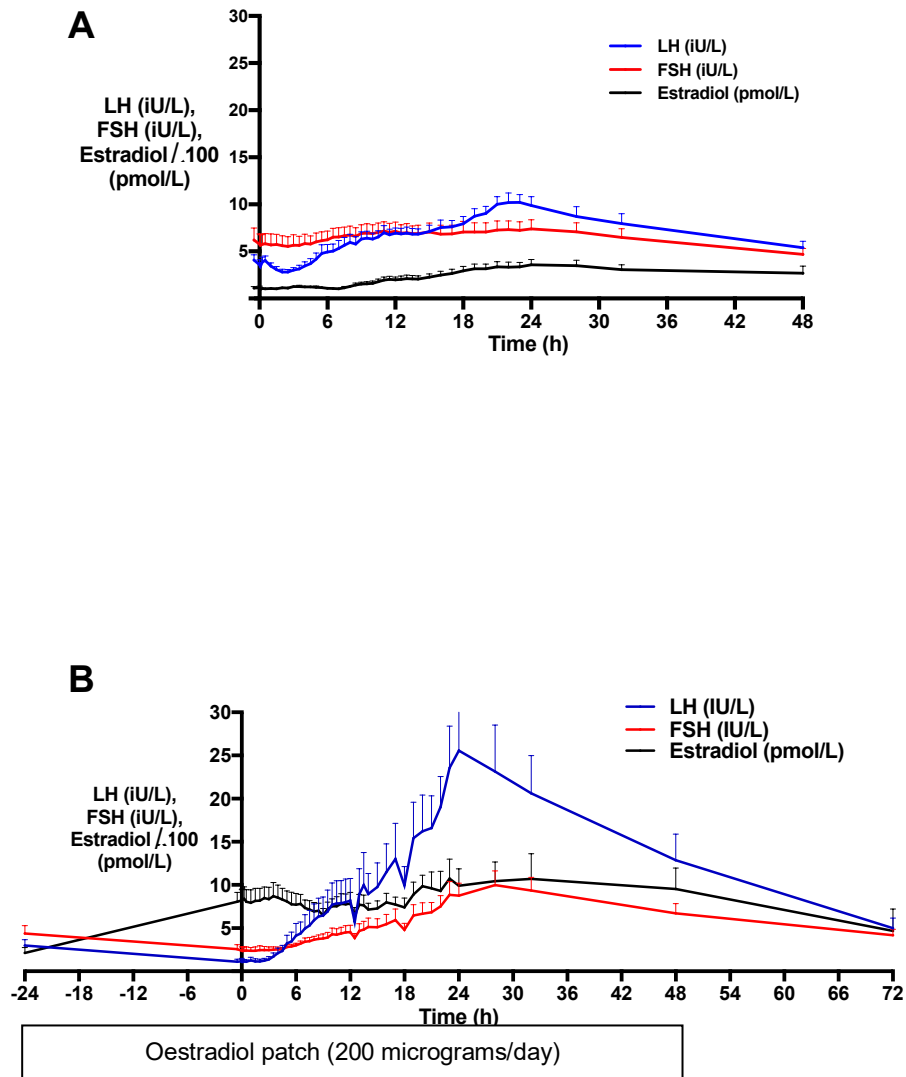 A
30
25
20
15
10
5
LH (iU/L),
FSH (iU/L),
Estradiol /.100
(pmol/L)
LH (iU/L)
FSH (iU/L)
Estradiol (pmol/L)
0 6 12 18 24 30 36 42 48
Time (h)
B
30
25
20
15
10
5
LH (iU/L),
FSH (iU/L),
Estradiol /.100
(pmol/L)
LH (IU/L)
FSH (IU/L)
Estradiol (pmol/L)
-24 -18 -12 -6 0 6 12 18 24 30 36 42 48 54 60 66 72
Time (h)
Oestradiol patch (200 micrograms/day)